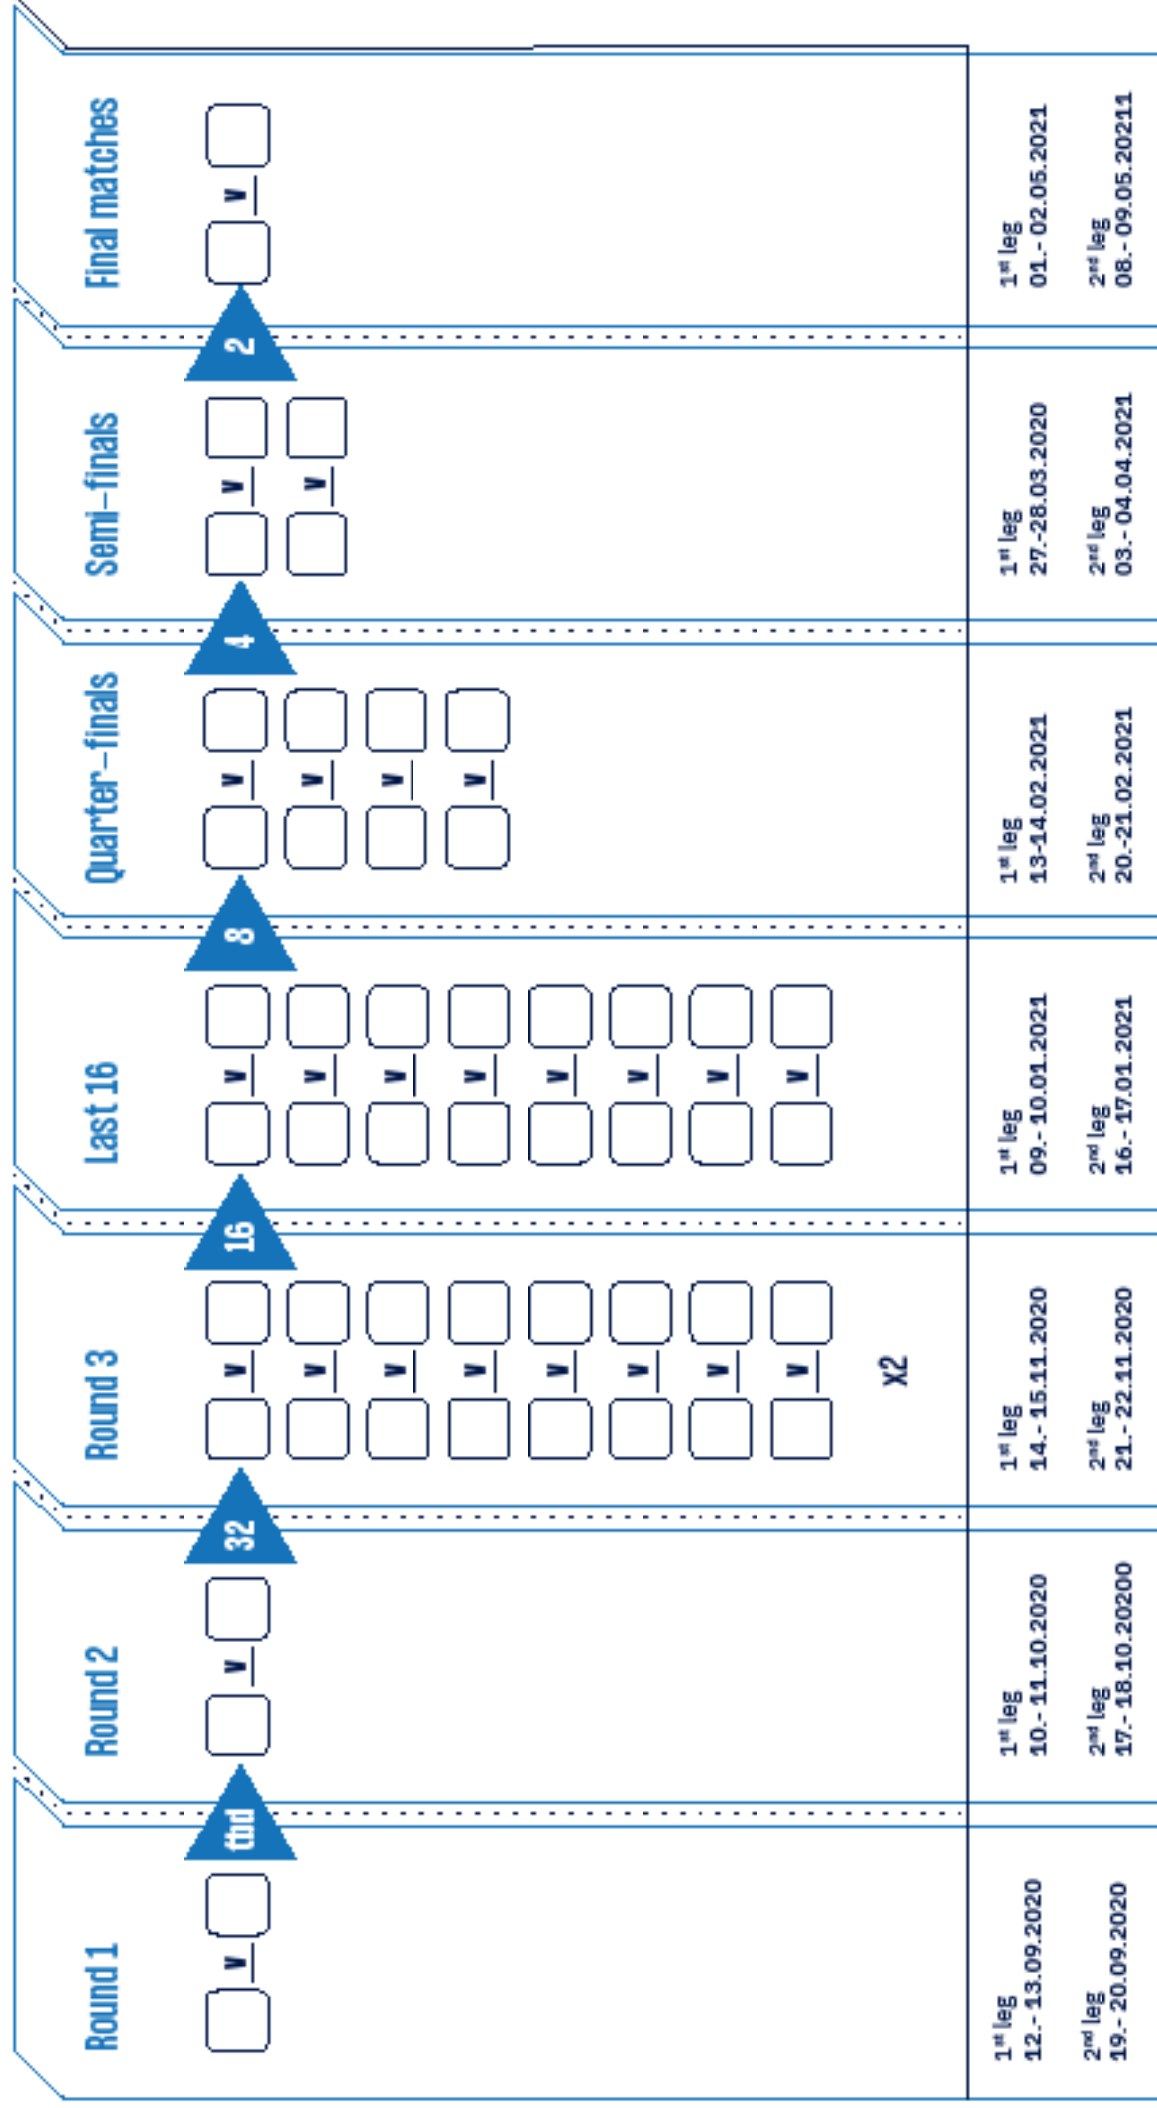 Round 1
v
tbd
1st leg
12.- 13.09.2020
2nd leg
19.- 20.09.2020
Round 2
v
32
1st leg
10.- 11.10.2020
2nd leg
17.- 18.10.20200
Round 3
v
v
v
v
v
v
v
v
x2
16
1st leg
14.- 15.11.2020
2nd leg
21.- 22.11.2020
Last 16
v
v
v
v
v
v
v
v
8
1st leg
09.- 10.01.2021
2nd leg
16.- 17.01.2021
Quarter-finals
v
v
v
v
4
1st leg
13-14.02.2021
2nd leg
20.-21.02.2021
Semi-finals
v
v
2
1st leg
27.-28.03.2020
2nd leg
03.- 04.04.2021
Final matches
v
1st leg
01.- 02.05.2021
2nd leg
08.- 09.05.20211